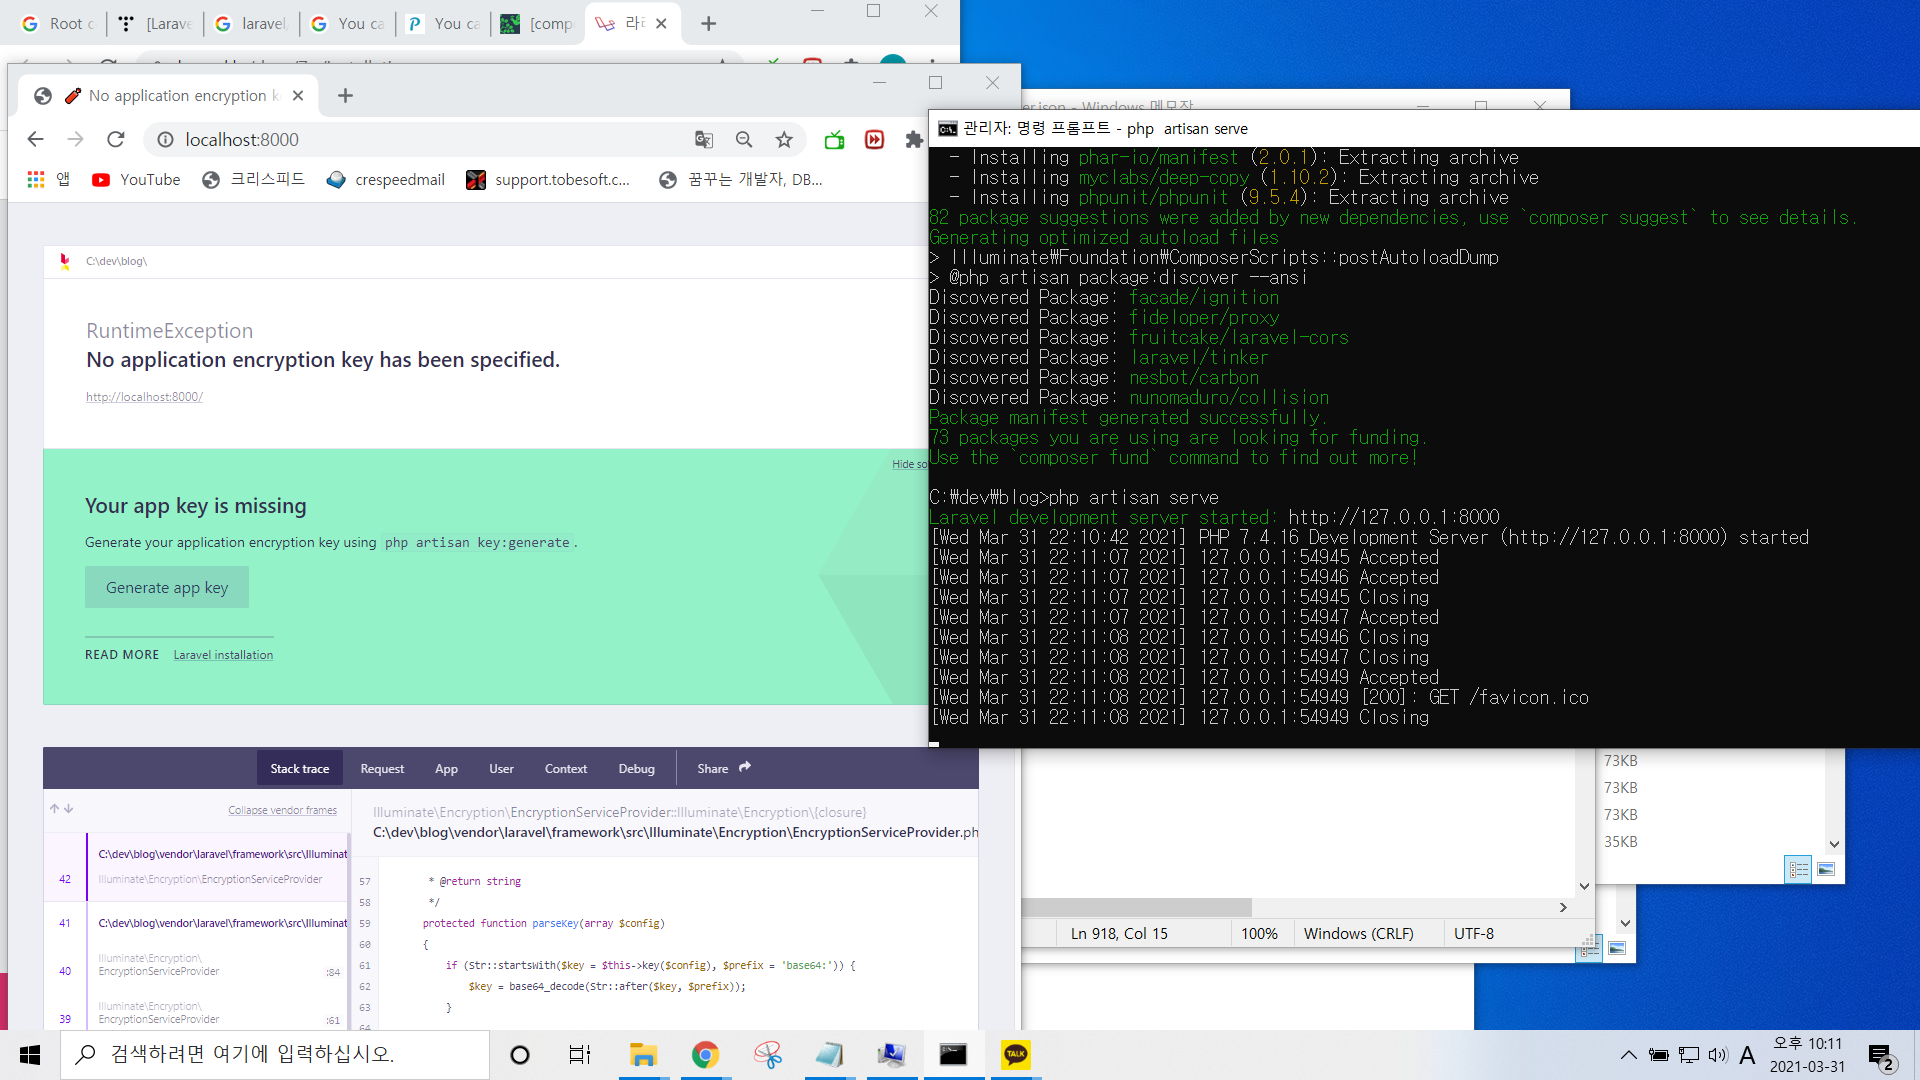 Root c
[Larave
laravel,
You ca
You ca
[comp
라라
No application encryption k
localhost:8000
앱
YouTube
크리스피드
crespeedmail
support.tobesoft.c...
꿈꾸는 개발자, DB...
C:\dev\blog\
RuntimeException
No application encryption key has been specified.
http://localhost:8000/
Hide so
Your app key is missing
Generate your application encryption key using php artisan key:generate .
Generate app key
READ MORE Laravel installation
Stack trace Request App User Context Debug Share
Collapse vendor frames
C:\dev\blog\vendor\laravel\framework\src\Illuminat
42 Illuminate\Encryption\EncryptionServiceProvider
41 C:\dev\blog\vendor\laravel\framework\src\Illuminat
Illuminate\Encryption\
40 EncryptionServiceProvider :84
Illuminate\Encryption\
39 EncryptionServiceProvider :61
Illuminate\Encryption\EncryptionServiceProvider::Illuminate\Encryption\{closure}
C:\dev\blog\vendor\laravel\framework\src\Illuminate\Encryption\EncryptionServiceProvider.ph
57 * @return string
58 */
59 protected function parseKey(array $config)
60 {
61 if (Str::startsWith($key = $this->key($config), $prefix = 'base64:')) {
62 $key = base64_decode(Str::after($key, $prefix));
63 }
64
er.json - Windows 메모장
관리자: 명령 프롬프트 - php  artisan serve
- Installing phar-io/manifest (2.0.1): Extracting archive
- Installing myclabs/deep-copy (1.10.2): Extracting archive
- Installing phpunit/phpunit (9.5.4): Extracting archive
82 package suggestions were added by new dependencies, use `composer suggest` to see details.
Generating optimized autoload files
> Illuminate₩Foundation₩ComposerScripts::postAutoloadDump
> @php artisan package:discover --ansi
Discovered Package: facade/ignition
Discovered Package: fideloper/proxy
Discovered Package: fruitcake/laravel-cors
Discovered Package: laravel/tinker
Discovered Package: nesbot/carbon
Discovered Package: nunomaduro/collision
Package manifest generated successfully.
73 packages you are using are looking for funding.
Use the `composer fund` command to find out more!
C:₩dev₩blog>php artisan serve
Laravel development server started: http://127.0.0.1:8000
[Wed Mar 31 22:10:42 2021] PHP 7.4.16 Development Server (http://127.0.0.1:8000) started
[Wed Mar 31 22:11:07 2021] 127.0.0.1:54945 Accepted
[Wed Mar 31 22:11:07 2021] 127.0.0.1:54946 Accepted
[Wed Mar 31 22:11:07 2021] 127.0.0.1:54945 Closing
[Wed Mar 31 22:11:07 2021] 127.0.0.1:54947 Accepted
[Wed Mar 31 22:11:08 2021] 127.0.0.1:54946 Closing
[Wed Mar 31 22:11:08 2021] 127.0.0.1:54947 Closing
[Wed Mar 31 22:11:08 2021] 127.0.0.1:54949 Accepted
[Wed Mar 31 22:11:08 2021] 127.0.0.1:54949 [200]: GET /favicon.ico
[Wed Mar 31 22:11:08 2021] 127.0.0.1:54949 Closing
73KB
73KB
73KB
35KB
Ln 918, Col 15 100% Windows (CRLF) UTF-8
검색하려면 여기에 입력하십시오.
TALK
A
오후 10:11
2021-03-31
2